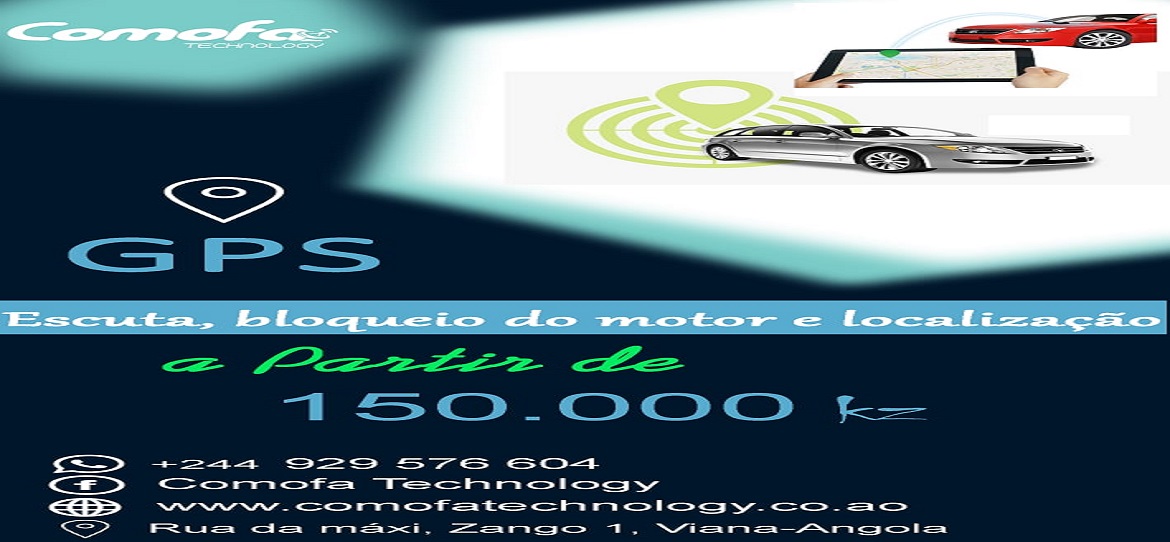 Comofa
TECHNOLOGY
GPS
Escuta, bloqueio do motor e localização
a Partir de
150.000 kz
+244 929 576 604
Comofa Technology
www.comofatechnology.co.ao
Rua da máxi, Zango 1, Viana-Angola